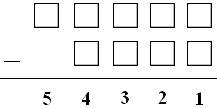 □ □ □ □ □
− □ □ □ □
5 4 3 2 1